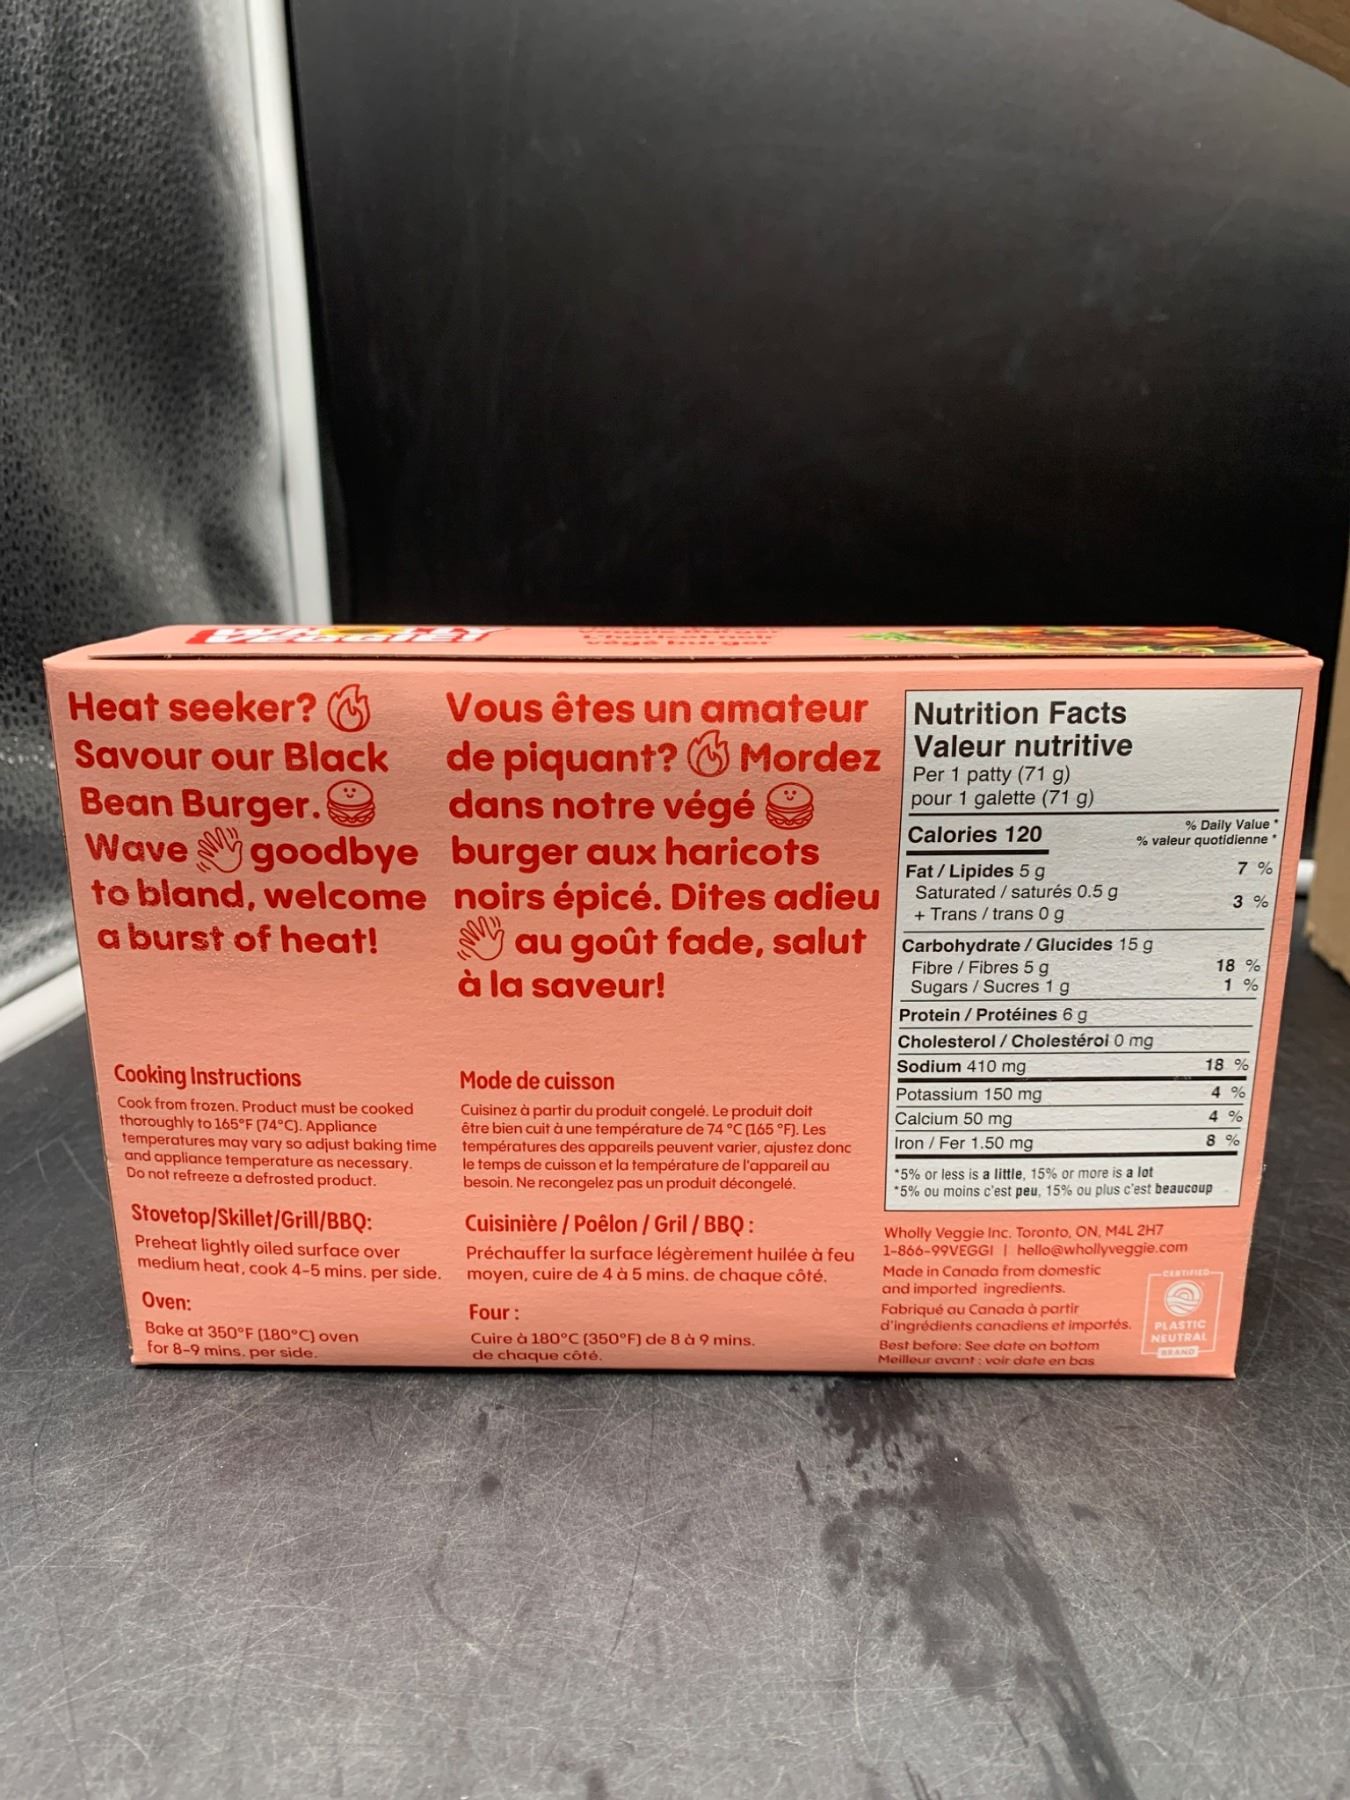 WHOLLY
VEGGIE!
végé burger
Heat seeker?
Savour our Black
Bean Burger.
Wave goodbye
to bland, welcome
a burst of heat!
Vous êtes un amateur
de piquant? Mordez
dans notre végé
burger aux haricots
noirs épicé. Dites adieu
au goût fade, salut
à la saveur!
Cooking Instructions
Cook from frozen. Product must be cooked
thoroughly to 165°F (74°C). Appliance
temperatures may vary so adjust baking time
and appliance temperature as necessary.
Do not refreeze a defrosted product.
Stovetop/Skillet/Grill/BBQ:
Preheat lightly oiled surface over
medium heat, cook 4-5 mins. per side.
Oven:
Bake at 350°F (180°C) oven
for 8-9 mins. per side.
Mode de cuisson
Cuisinez à partir du produit congelé. Le produit doit
être bien cuit à une température de 74 °C (165 °F). Les
températures des appareils peuvent varier, ajustez donc
le temps de cuisson et la température de l'appareil au
besoin. Ne recongelez pas un produit décongelé.
Cuisinière / Poêlon / Gril / BBQ :
Préchauffer la surface légèrement huilée à feu
moyen, cuire de 4 à 5 mins. de chaque côté.
Four :
Cuire à 180°C (350°F) de 8 à 9 mins.
de chaque côté.
Nutrition Facts
Valeur nutritive
Per 1 patty (71 g)
pour 1 galette (71 g)
Calories 120
% Daily Value *
% valeur quotidienne *
Fat / Lipides 5 g 7 %
Saturated / saturés 0.5 g
+ Trans / trans 0 g 3 %
Carbohydrate / Glucides 15 g
Fibre / Fibres 5 g 18 %
Sugars / Sucres 1 g 1 %
Protein / Protéines 6 g
Cholesterol / Cholestérol 0 mg
Sodium 410 mg 18 %
Potassium 150 mg 4 %
Calcium 50 mg 4 %
Iron / Fer 1.50 mg 8 %
*5% or less is a little, 15% or more is a lot
*5% ou moins c'est peu, 15% ou plus c'est beaucoup
Wholly Veggie Inc. Toronto, ON, M4L 2H7
1-866-99VEGGI | hello@whollyveggie.com
Made in Canada from domestic
and imported ingredients.
Fabriqué au Canada à partir
d'ingrédients canadiens et importés.
Best before: See date on bottom
Meilleur avant : voir date en bas
CERTIFIED
PLASTIC
NEUTRAL
BRAND